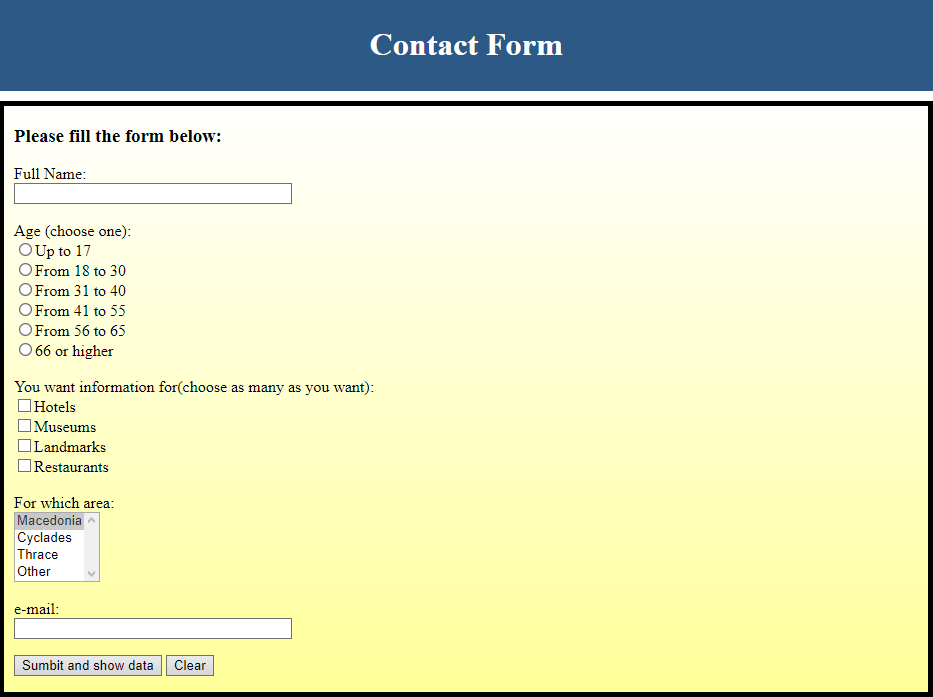 Contact Form
Please fill the form below:
Full Name:
Age (choose one):
Up to 17
From 18 to 30
From 31 to 40
From 41 to 55
From 56 to 65
66 or higher
You want information for(choose as many as you want):
Hotels
Museums
Landmarks
Restaurants
For which area:
Macedonia
Cyclades
Thrace
Other
e-mail:
Sumbit and show data Clear